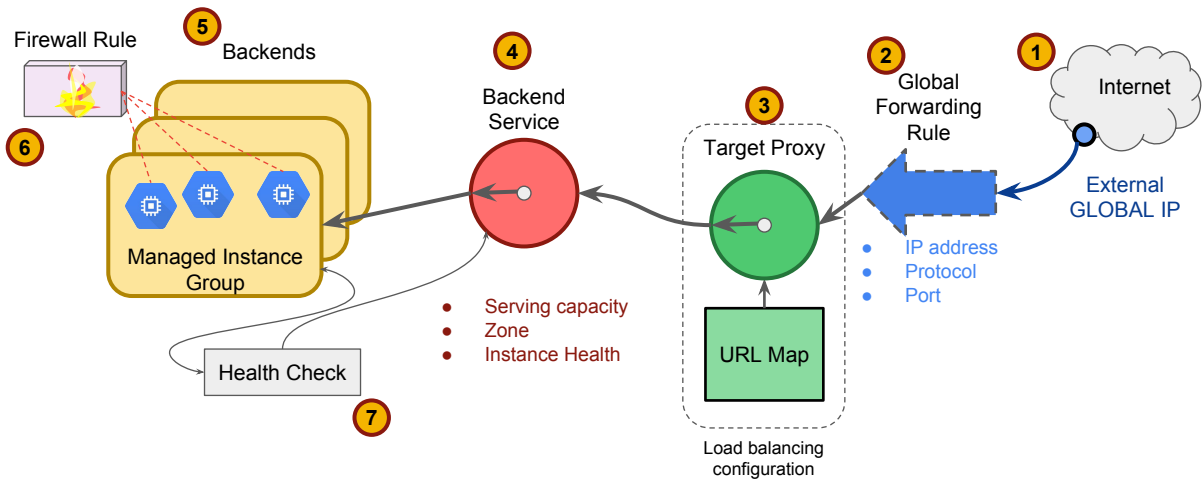 1
Internet
External
GLOBAL IP
2
Global
Forwarding
Rule
● IP address
● Protocol
● Port
3
Target Proxy
URL Map
Load balancing
configuration
4
Backend
Service
● Serving capacity
● Zone
● Instance Health
5
Backends
Managed Instance
Group
Firewall Rule
6
Health Check
7